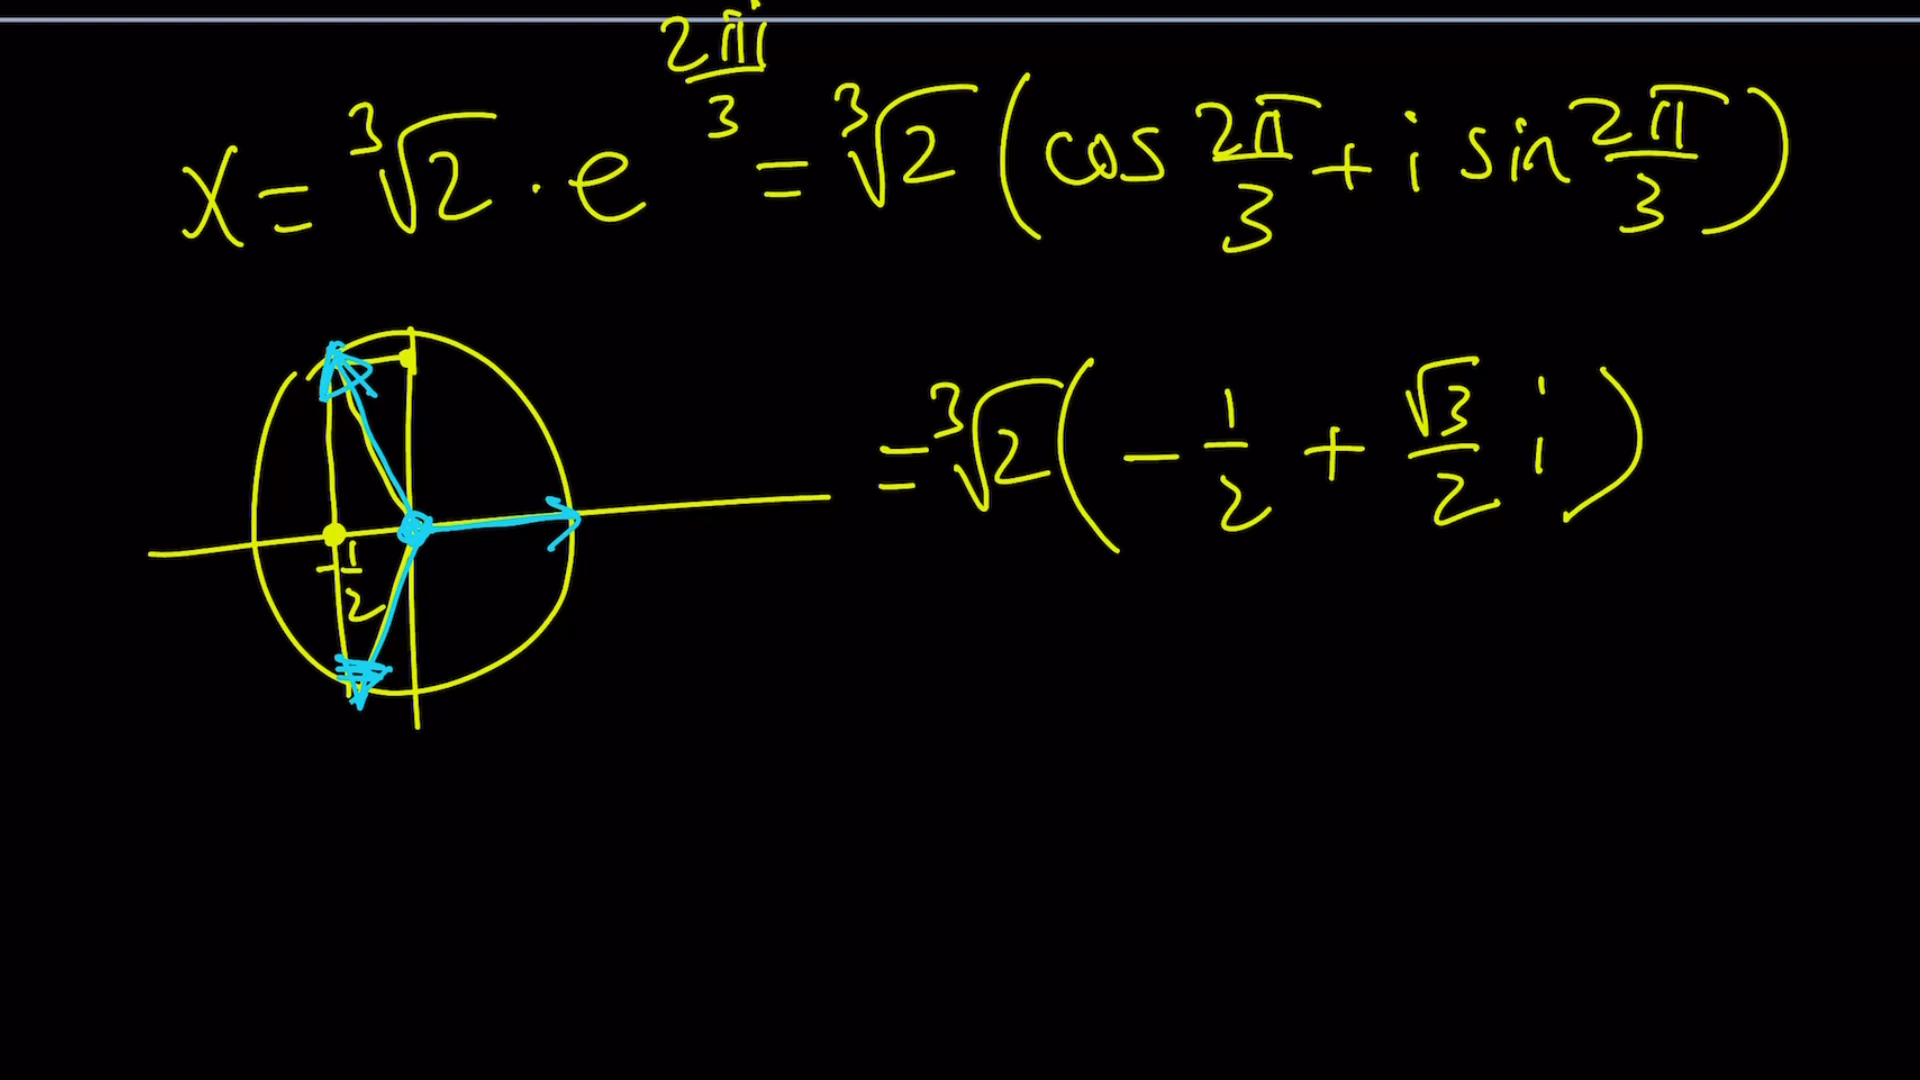 x = ∛2 · e^(2πi/3) = ∛2 (cos 2π/3 + i sin 2π/3)
= ∛2 (- 1/2 + √3/2 i)
-1/2